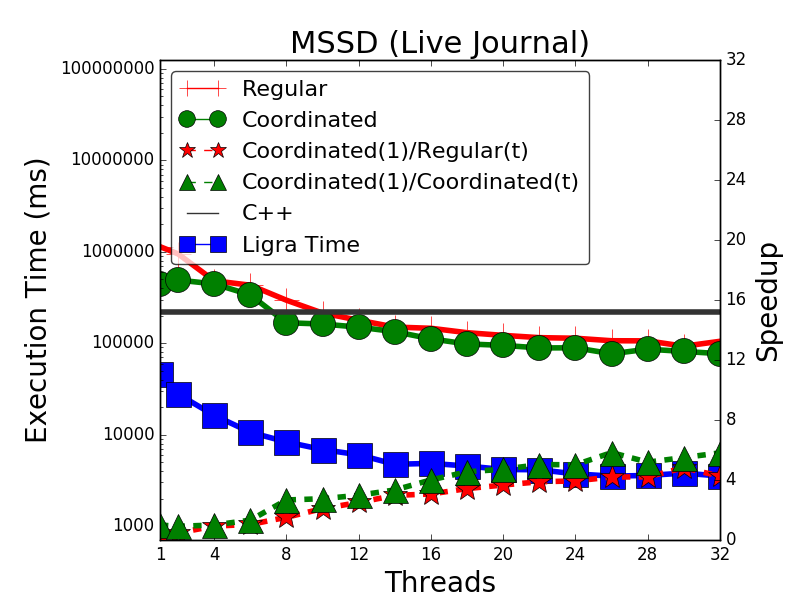 MSSD (Live Journal)
100000000
10000000
1000000
100000
10000
1000
Execution Time (ms)
Regular
Coordinated
Coordinated(1)/Regular(t)
Coordinated(1)/Coordinated(t)
C++
Ligra Time
32
28
24
20
16
12
8
4
0
Speedup
1 4 8 12 16 20 24 28 32
Threads